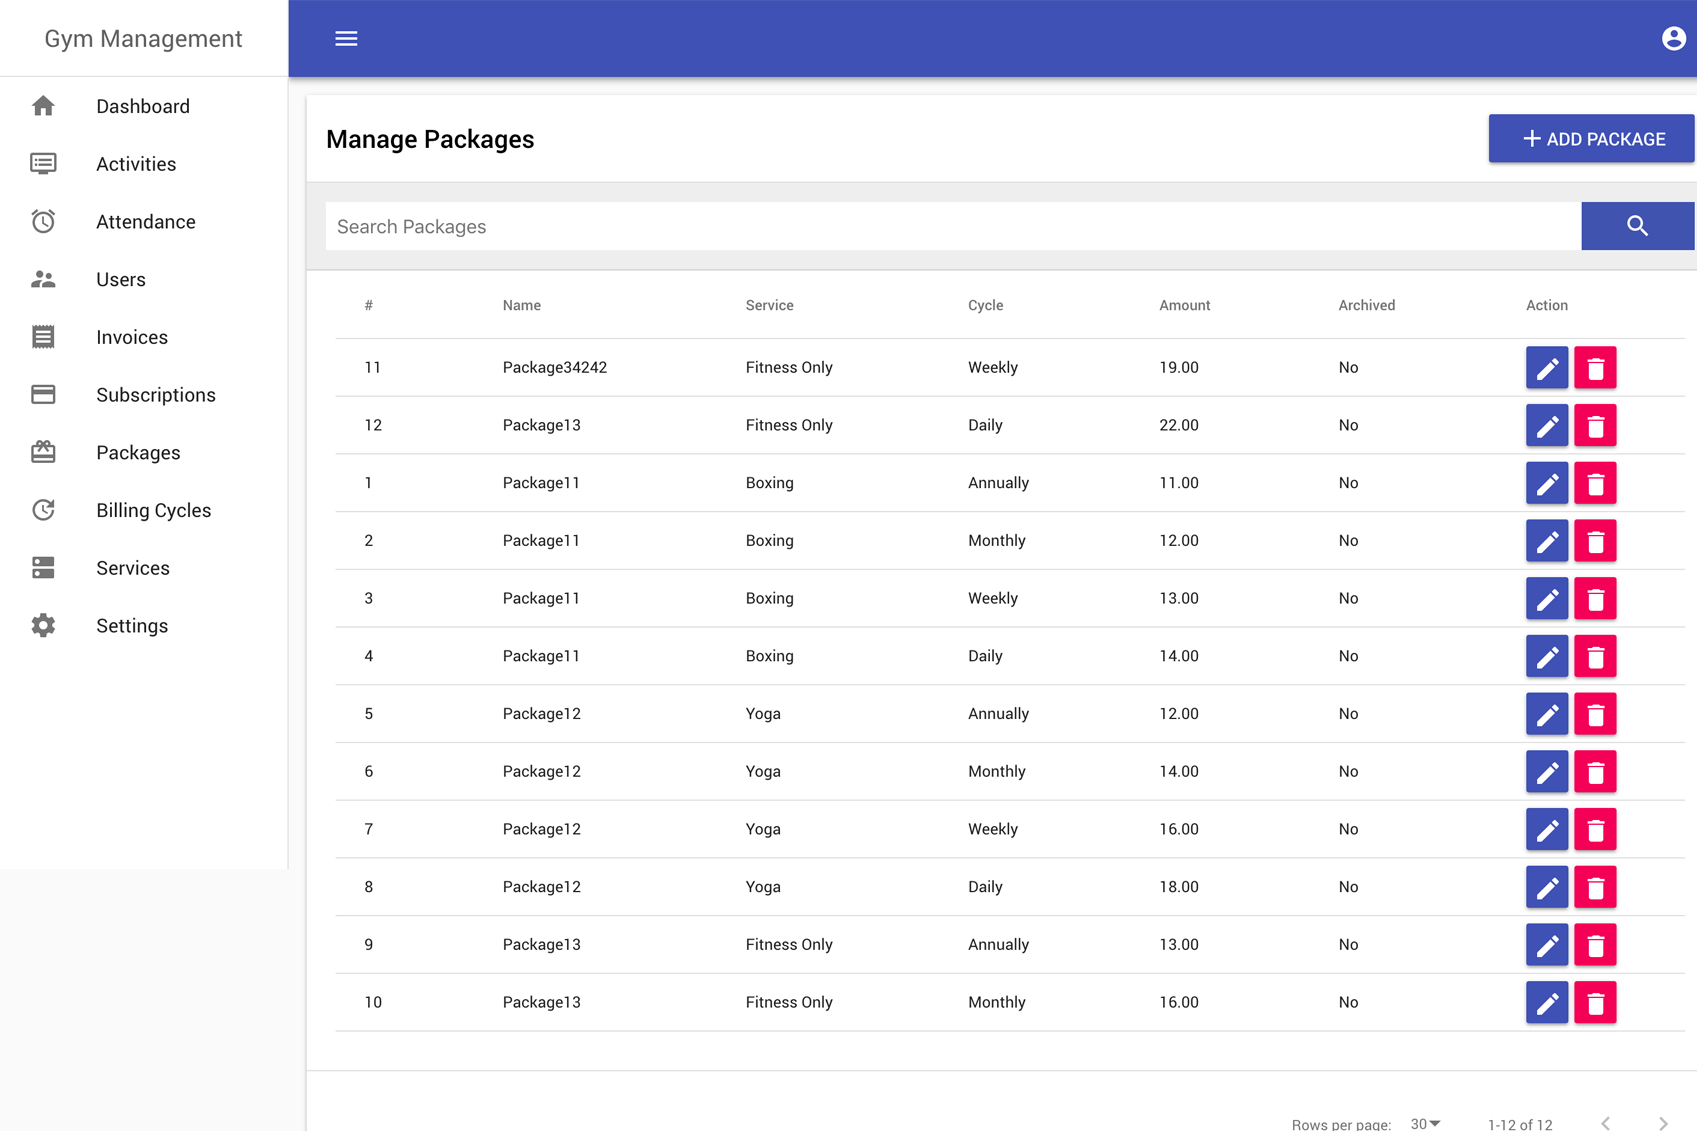 Gym Management
Dashboard
Activities
Attendance
Users
Invoices
Subscriptions
Packages
Billing Cycles
Services
Settings
Manage Packages
ADD PACKAGE
Search Packages
# Name Service Cycle Amount Archived Action
11 Package34242 Fitness Only Weekly 19.00 No
12 Package13 Fitness Only Daily 22.00 No
1 Package11 Boxing Annually 11.00 No
2 Package11 Boxing Monthly 12.00 No
3 Package11 Boxing Weekly 13.00 No
4 Package11 Boxing Daily 14.00 No
5 Package12 Yoga Annually 12.00 No
6 Package12 Yoga Monthly 14.00 No
7 Package12 Yoga Weekly 16.00 No
8 Package12 Yoga Daily 18.00 No
9 Package13 Fitness Only Annually 13.00 No
10 Package13 Fitness Only Monthly 16.00 No
Rows per page: 30 1-12 of 12